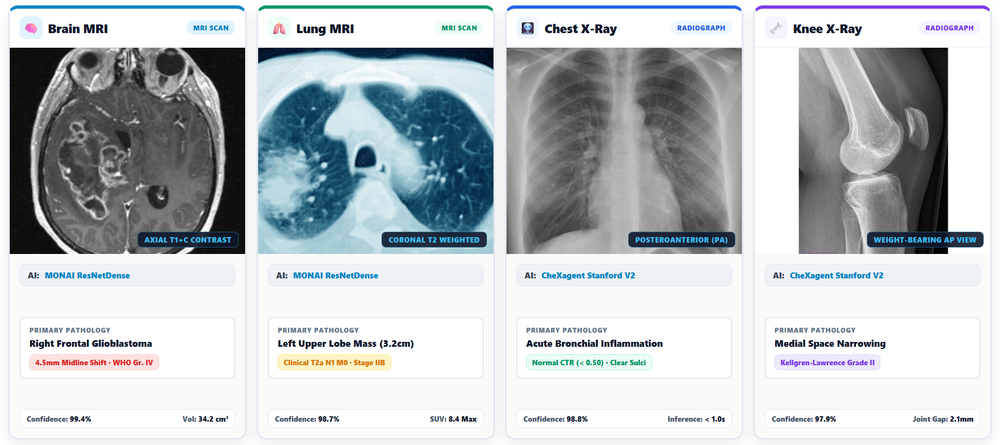 Brain MRI
MRI SCAN
AXIAL T1+C CONTRAST
AI: MONAI ResNetDense
PRIMARY PATHOLOGY
Right Frontal Glioblastoma
4.5mm Midline Shift · WHO Gr. IV
Confidence: 99.4%
Vol: 34.2 cm³
Lung MRI
MRI SCAN
SCIENCEphotoLIBRARY
CORONAL T2 WEIGHTED
AI: MONAI ResNetDense
PRIMARY PATHOLOGY
Left Upper Lobe Mass (3.2cm)
Clinical T2a N1 M0 · Stage IIB
Confidence: 98.7%
SUV: 8.4 Max
Chest X-Ray
RADIOGRAPH
POSTEROANTERIOR (PA)
AI: CheXagent Stanford V2
PRIMARY PATHOLOGY
Acute Bronchial Inflammation
Normal CTR (< 0.50) · Clear Sulci
Confidence: 98.8%
Inference: < 1.0s
Knee X-Ray
RADIOGRAPH
WEIGHT-BEARING AP VIEW
AI: CheXagent Stanford V2
PRIMARY PATHOLOGY
Medial Space Narrowing
Kellgren-Lawrence Grade II
Confidence: 97.9%
Joint Gap: 2.1mm